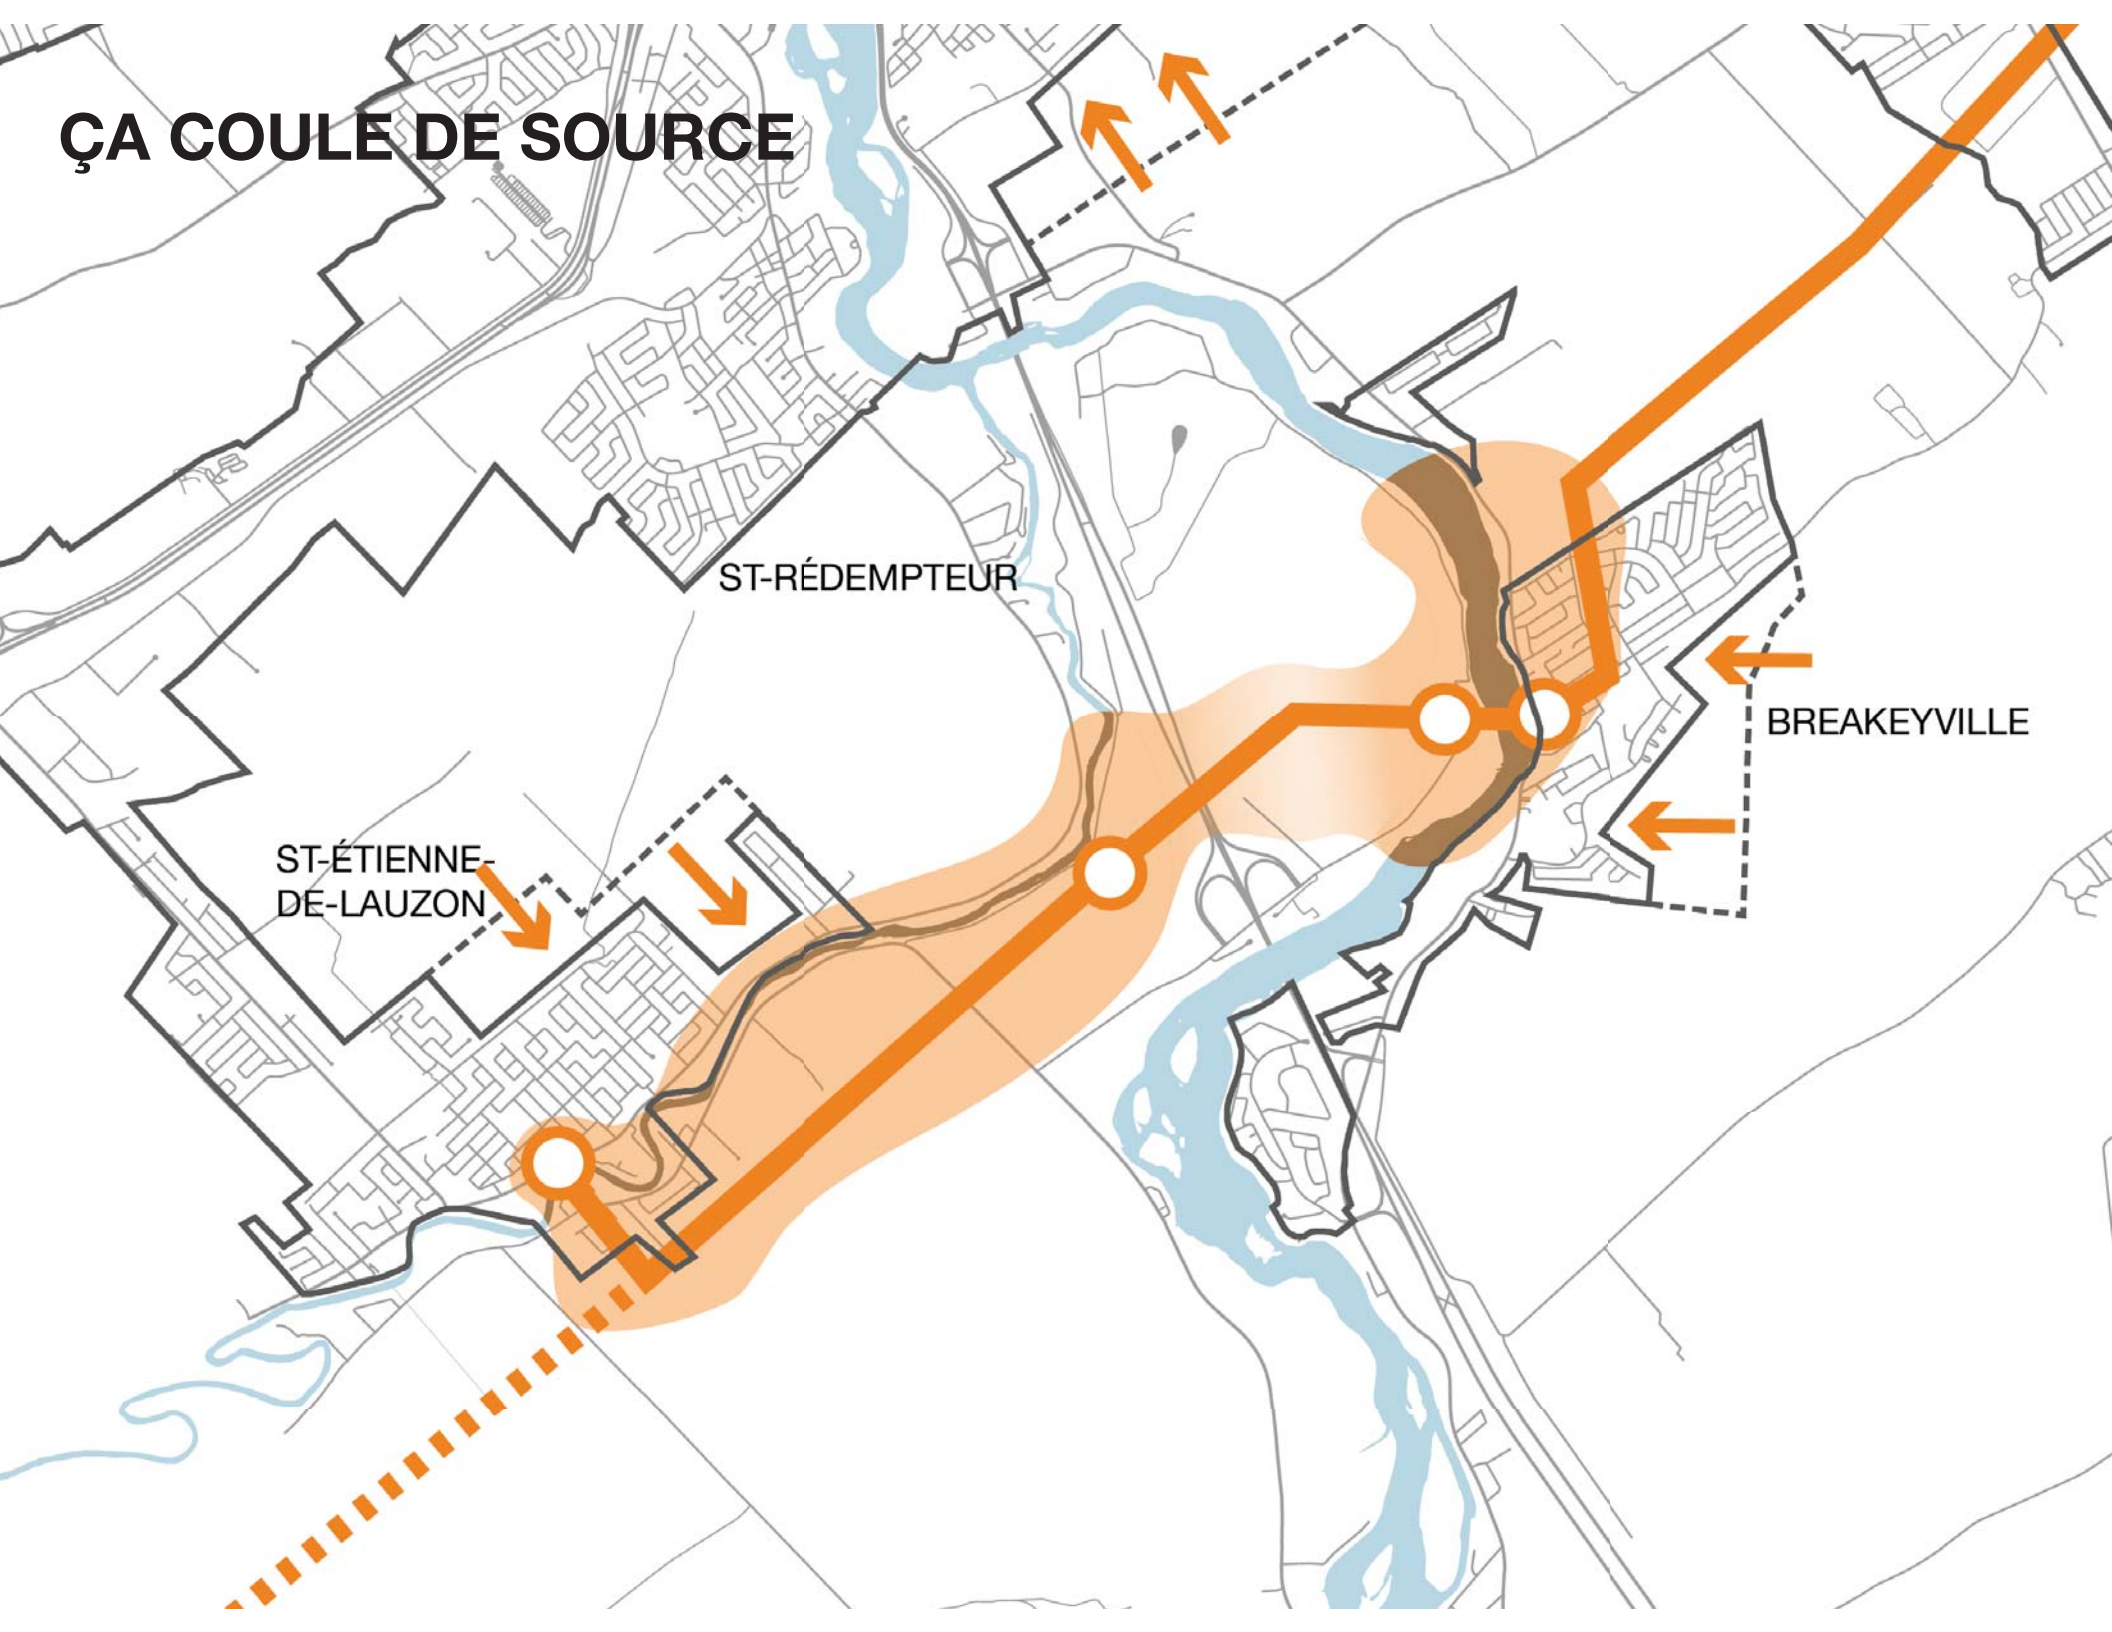 ÇA COULE DE SOURCE
ST-RÉDEMPTEUR
BREAKEYVILLE
ST-ÉTIENNE-
DE-LAUZON